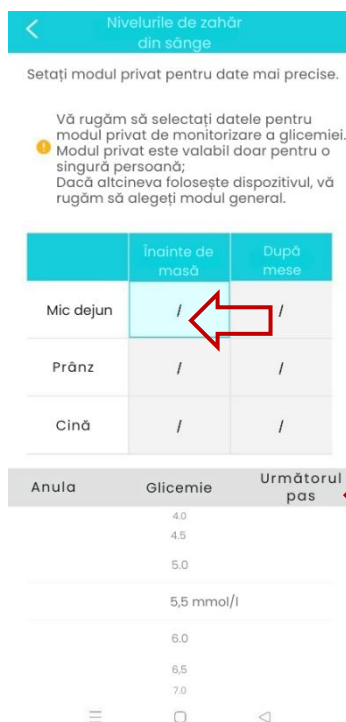 Nivelurile de zahăr
din sânge
Setați modul privat pentru date mai precise.
Vă rugăm să selectați datele pentru
modul privat de monitorizare a glicemiei.
Modul privat este valabil doar pentru o
singură persoană;
Dacă altcineva folosește dispozitivul, vă
rugăm să alegeți modul general.
Înainte de
masă
După
mese
Mic dejun / /
Prânz / /
Cină / /
Anula Glicemie Următorul
pas
4.0
4.5
5.0
5,5 mmol/l
6.0
6,5
7.0